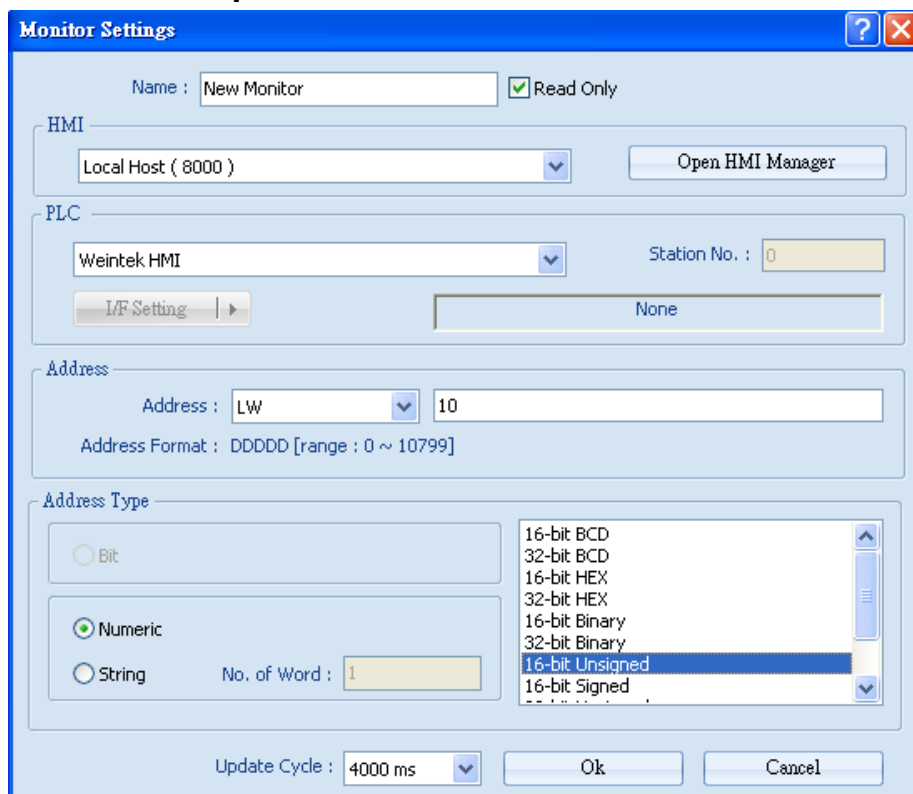 Monitor Settings
Name : New Monitor Read Only
HMI
Local Host ( 8000 ) Open HMI Manager
PLC
Weintek HMI Station No. : 0
I/F Setting None
Address
Address : LW 10
Address Format : DDDDD [range : 0 ~ 10799]
Address Type
Bit
Numeric
String No. of Word : 1
16-bit BCD
32-bit BCD
16-bit HEX
32-bit HEX
16-bit Binary
32-bit Binary
16-bit Unsigned
16-bit Signed
Update Cycle : 4000 ms Ok Cancel